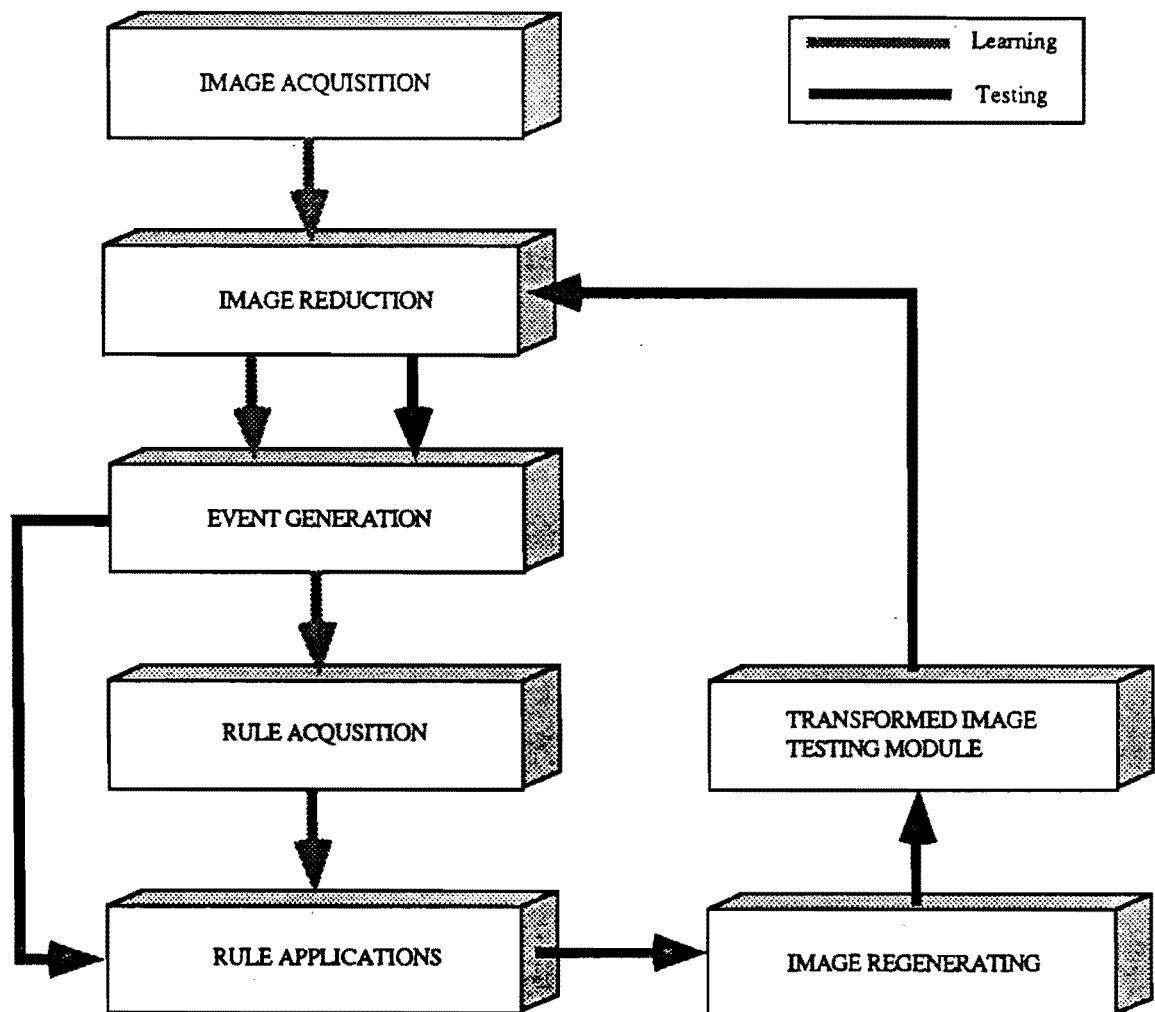 IMAGE ACQUISITION
Learning
Testing
IMAGE REDUCTION
EVENT GENERATION
RULE ACQUSITION
TRANSFORMED IMAGE
TESTING MODULE
RULE APPLICATIONS
IMAGE REGENERATING